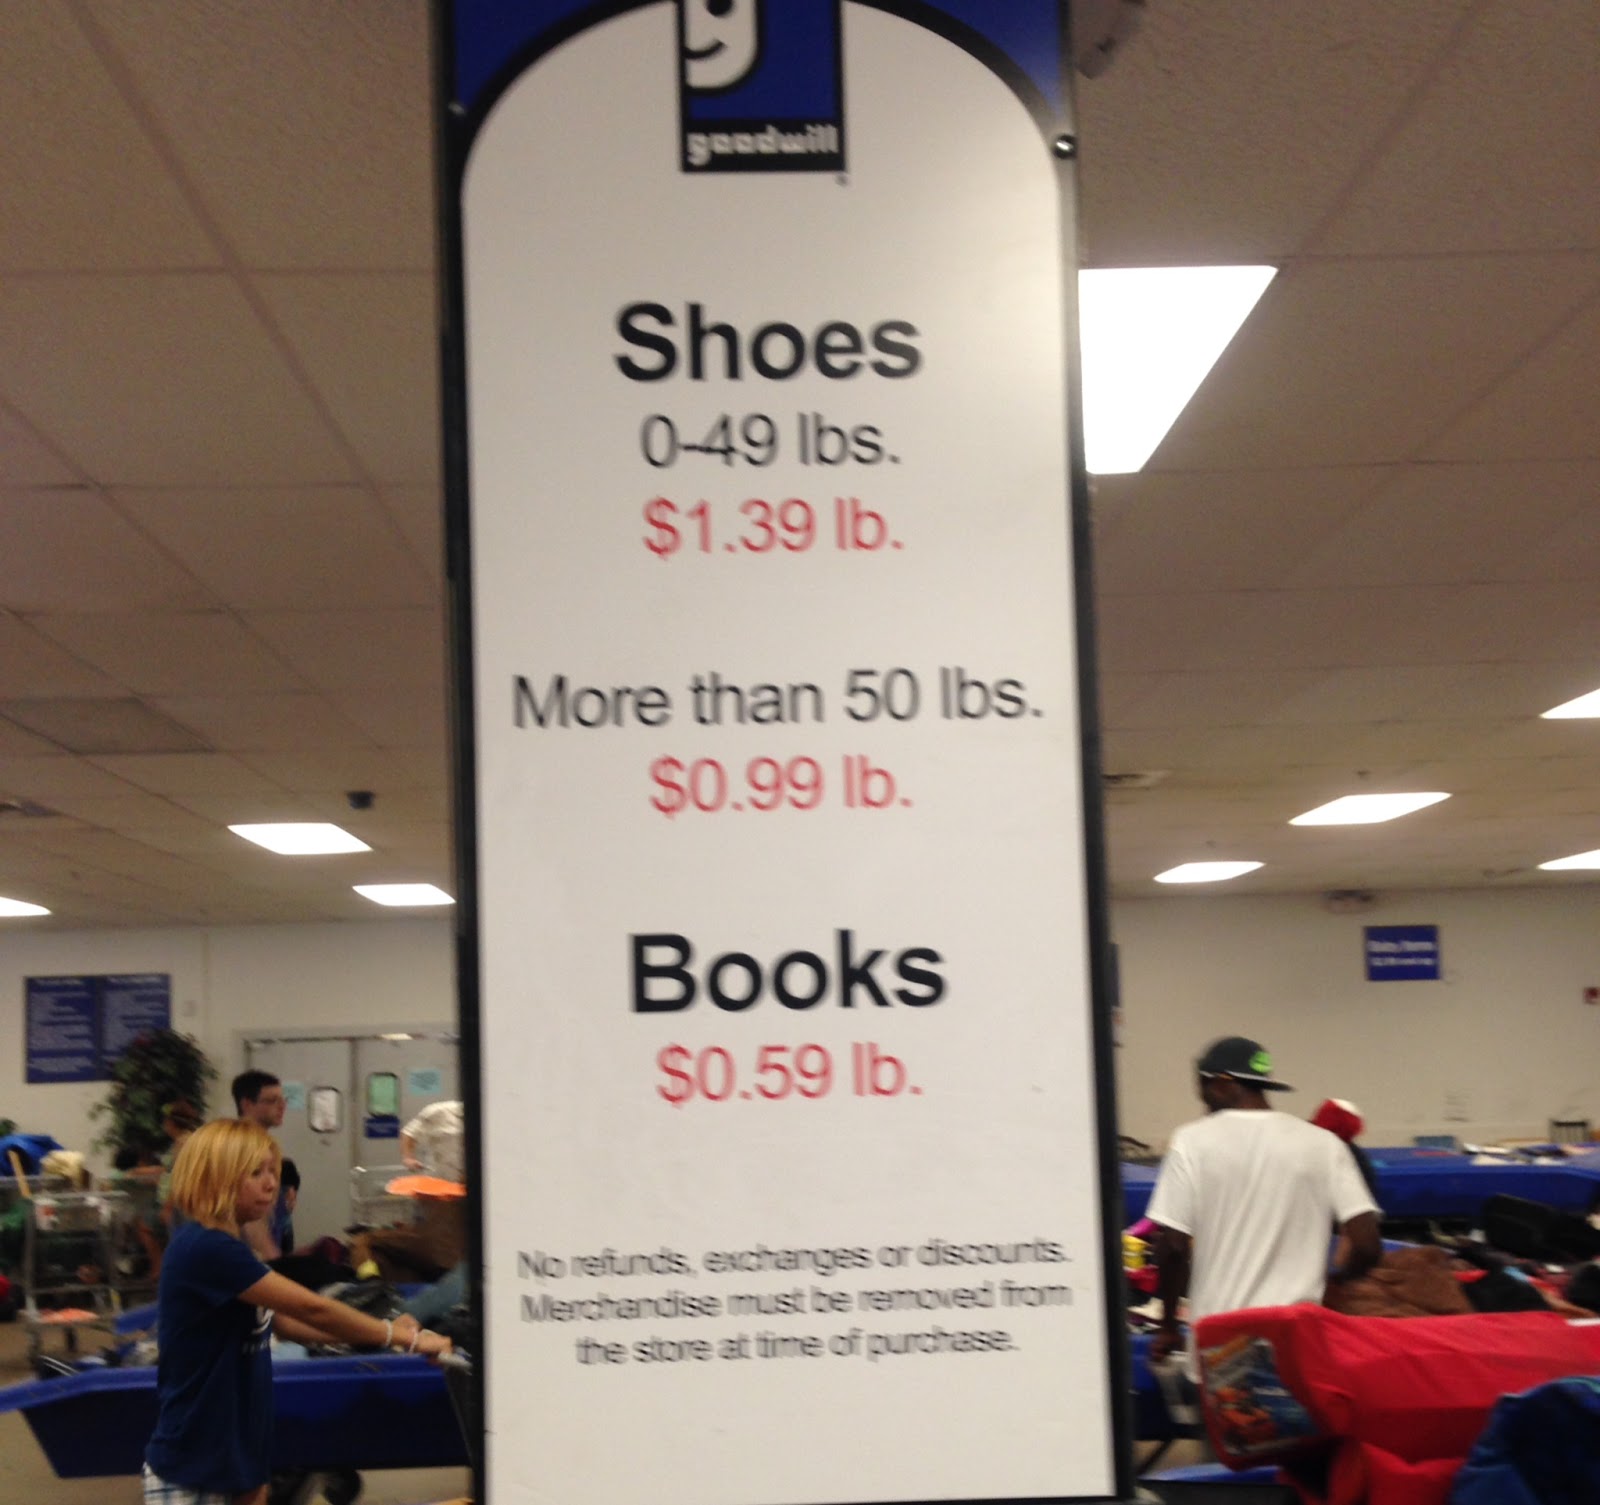 goodwill
Shoes
0-49 lbs.
$1.39 lb.
More than 50 lbs.
$0.99 lb.
Books
$0.59 lb.
No refunds, exchanges or discounts.
Merchandise must be removed from
the store at time of purchase.